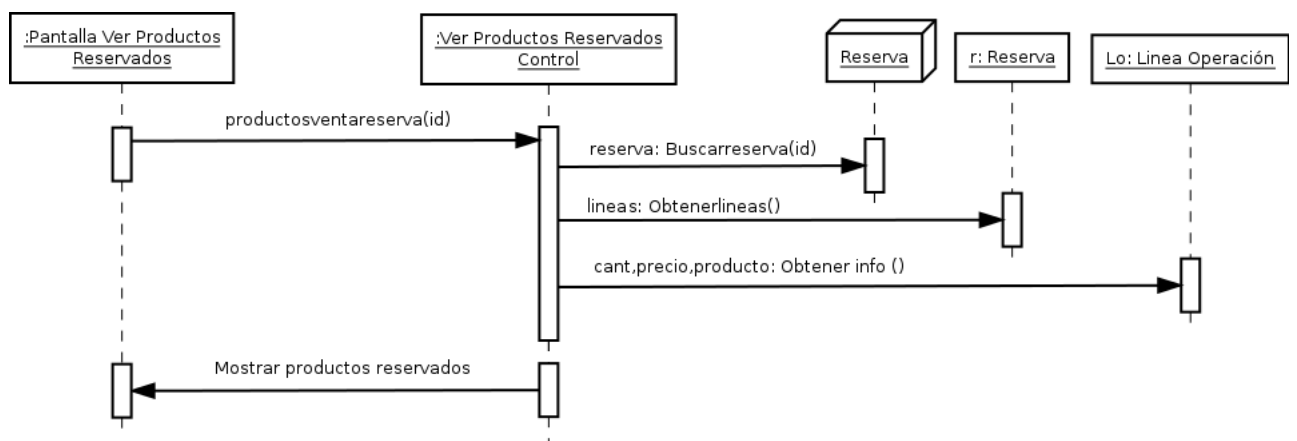 :Pantalla Ver Productos
Reservados
:Ver Productos Reservados
Control
Reserva
r: Reserva
Lo: Linea Operación
productosventareserva(id)
reserva: Buscarreserva(id)
lineas: Obtenerlineas()
cant,precio,producto: Obtener info ()
Mostrar productos reservados